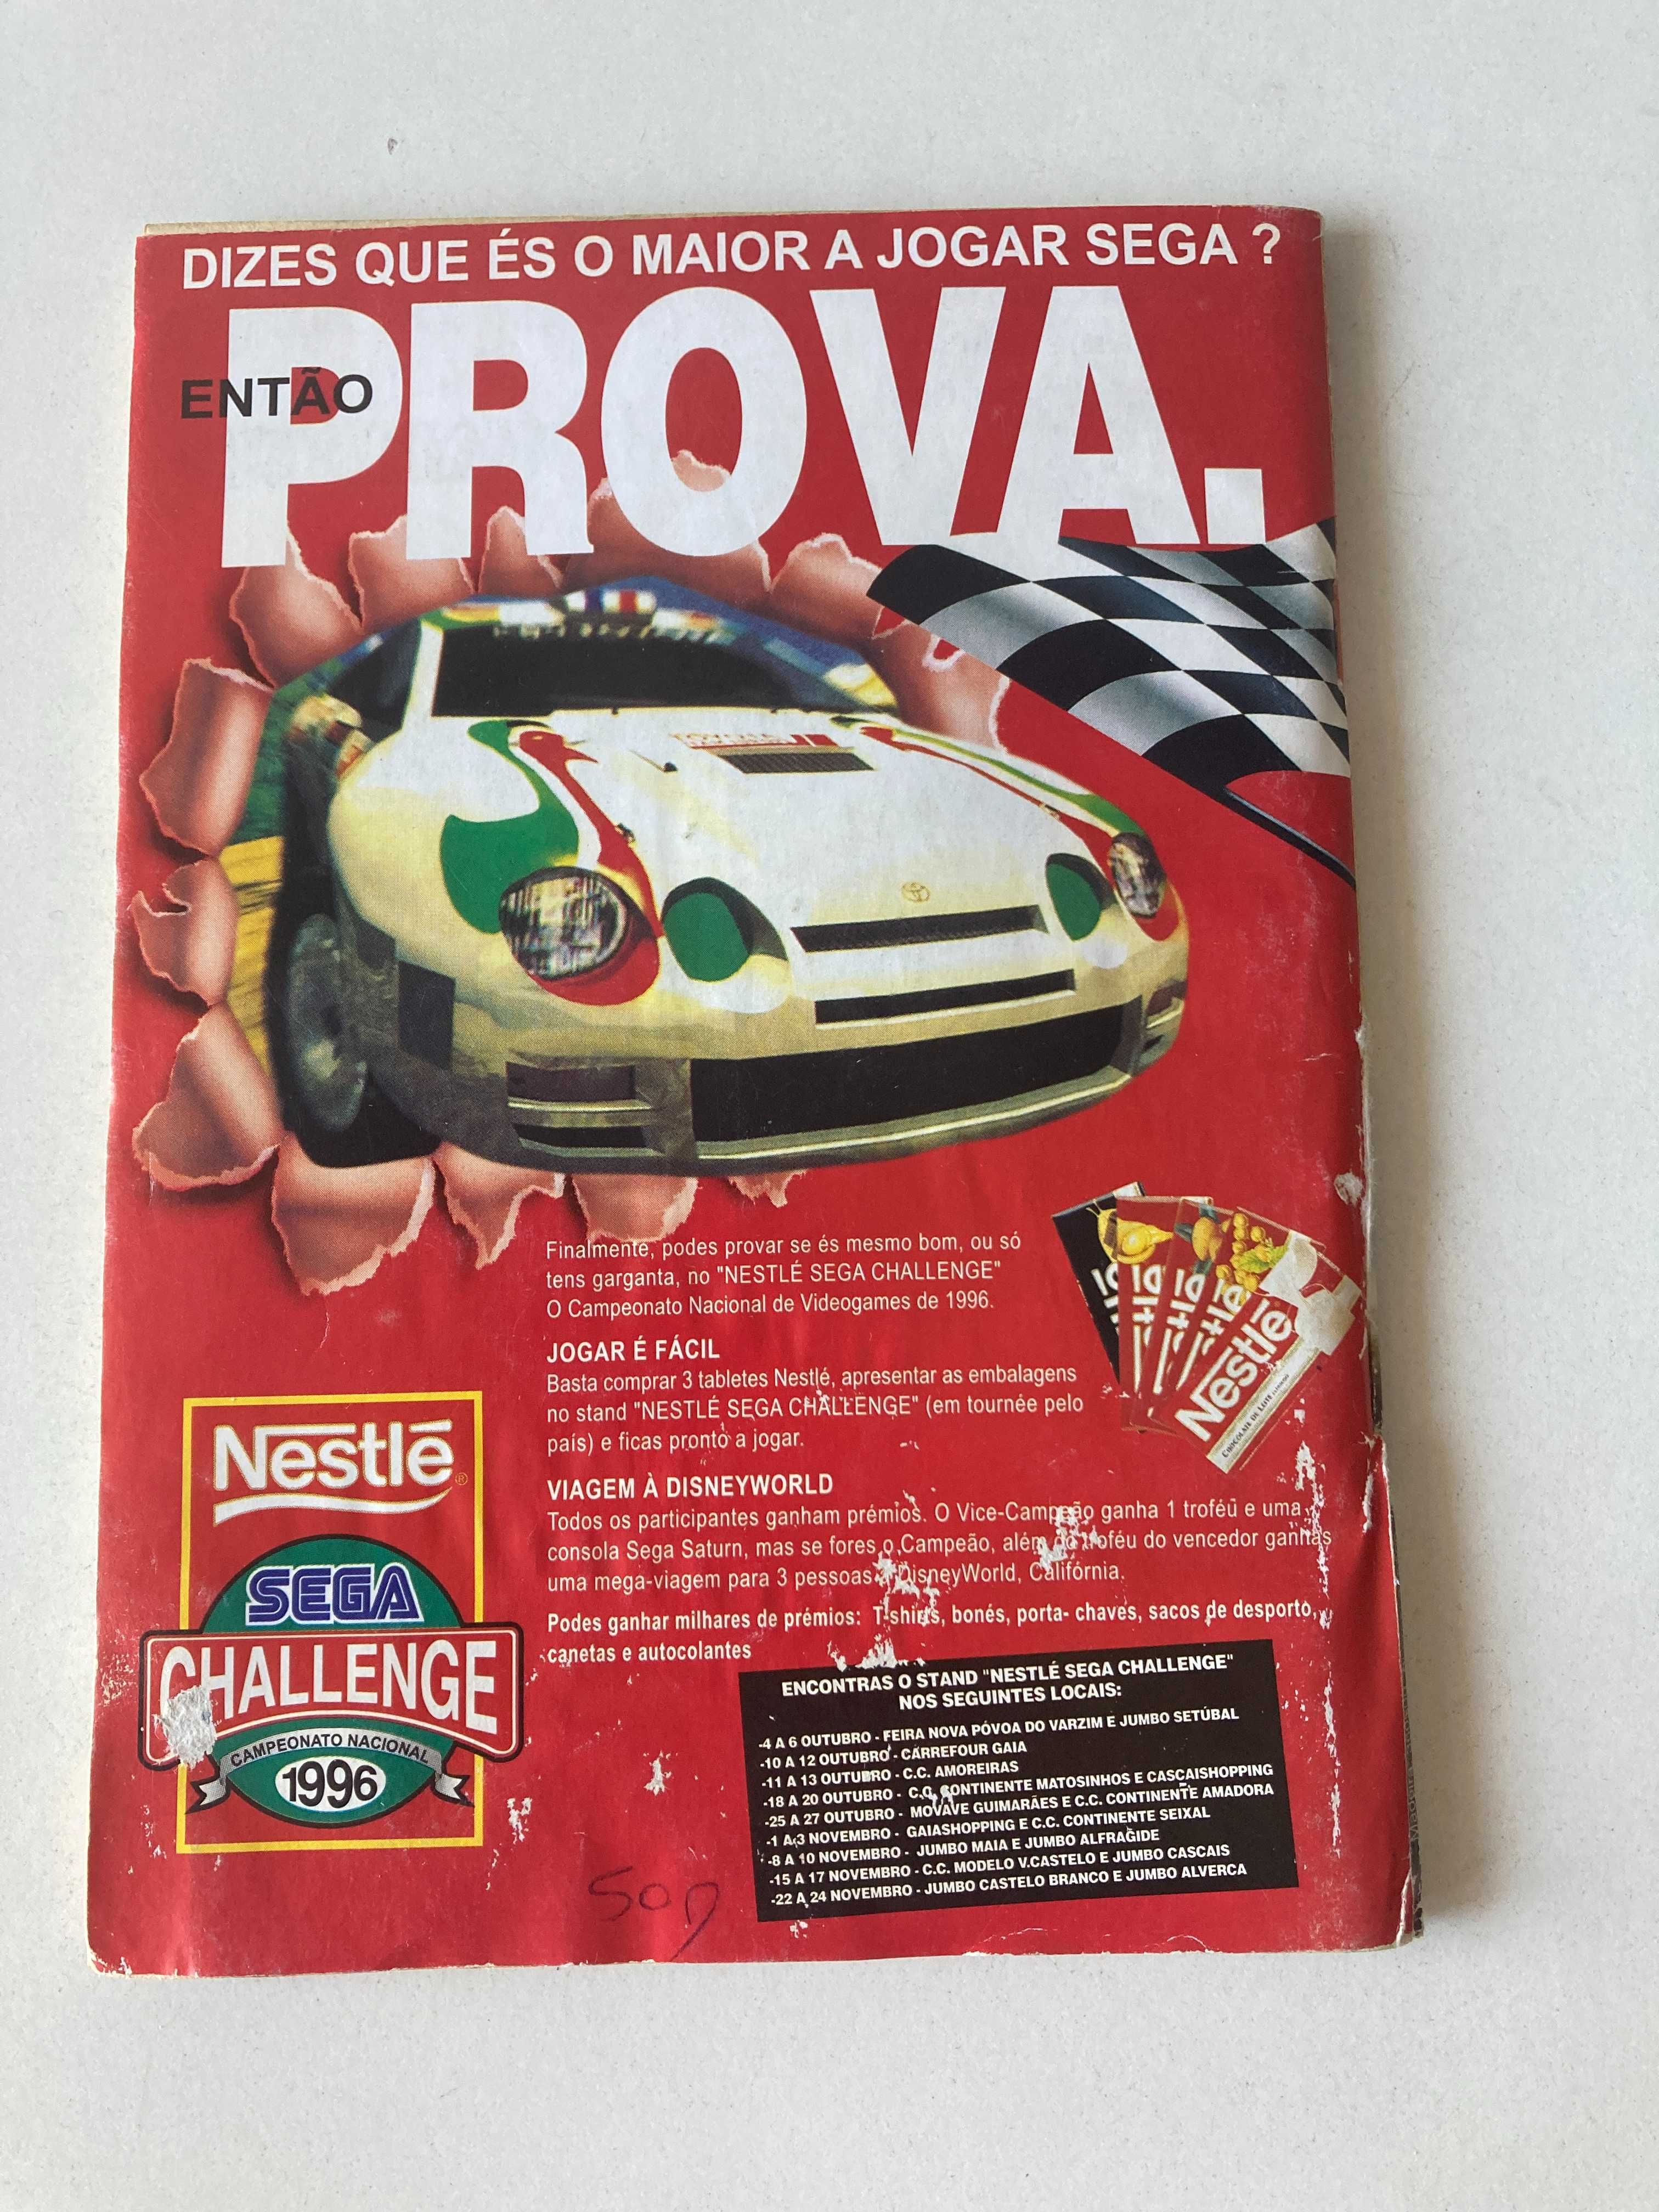 DIZES QUE ÉS O MAIOR A JOGAR SEGA ?
ENTÃO
PROVA.
Finalmente, podes provar se és mesmo bom, ou só
tens garganta, no "NESTLÉ SEGA CHALLENGE"
O Campeonato Nacional de Videogames de 1996.
JOGAR É FÁCIL
Basta comprar 3 tabletes Nestlé, apresentar as embalagens
no stand "NESTLÉ SEGA CHALLENGE" (em tournée pelo
país) e ficas pronto a jogar.
VIAGEM À DISNEYWORLD
Todos os participantes ganham prémios. O Vice-Campeão ganha 1 troféu e uma
consola Sega Saturn, mas se fores o Campeão, além do troféu do vencedor ganhas
uma mega-viagem para 3 pessoas à DisneyWorld, Califórnia.
Podes ganhar milhares de prémios: T-shirts, bonés, porta- chaves, sacos de desporto,
canetas e autocolantes
Nestlé
CHOCOLATE DE LEITE
Nestlé®
SEGA
CHALLENGE
CAMPEONATO NACIONAL
1996
ENCONTRAS O STAND "NESTLÉ SEGA CHALLENGE"
NOS SEGUINTES LOCAIS:
-4 A 6 OUTUBRO - FEIRA NOVA PÓVOA DO VARZIM E JUMBO SETÚBAL
-10 A 12 OUTUBRO - CARREFOUR GAIA
-11 A 13 OUTUBRO - C.C. AMOREIRAS
-18 A 20 OUTUBRO - C.C. CONTINENTE MATOSINHOS E CASCAISHOPPING
-25 A 27 OUTUBRO - MOVAVE GUIMARÃES E C.C. CONTINENTE AMADORA
-1 A 3 NOVEMBRO - GAIASHOPPING E C.C. CONTINENTE SEIXAL
-8 A 10 NOVEMBRO - JUMBO MAIA E JUMBO ALFRAGIDE
-15 A 17 NOVEMBRO - C.C. MODELO V.CASTELO E JUMBO CASCAIS
-22 A 24 NOVEMBRO - JUMBO CASTELO BRANCO E JUMBO ALVERCA